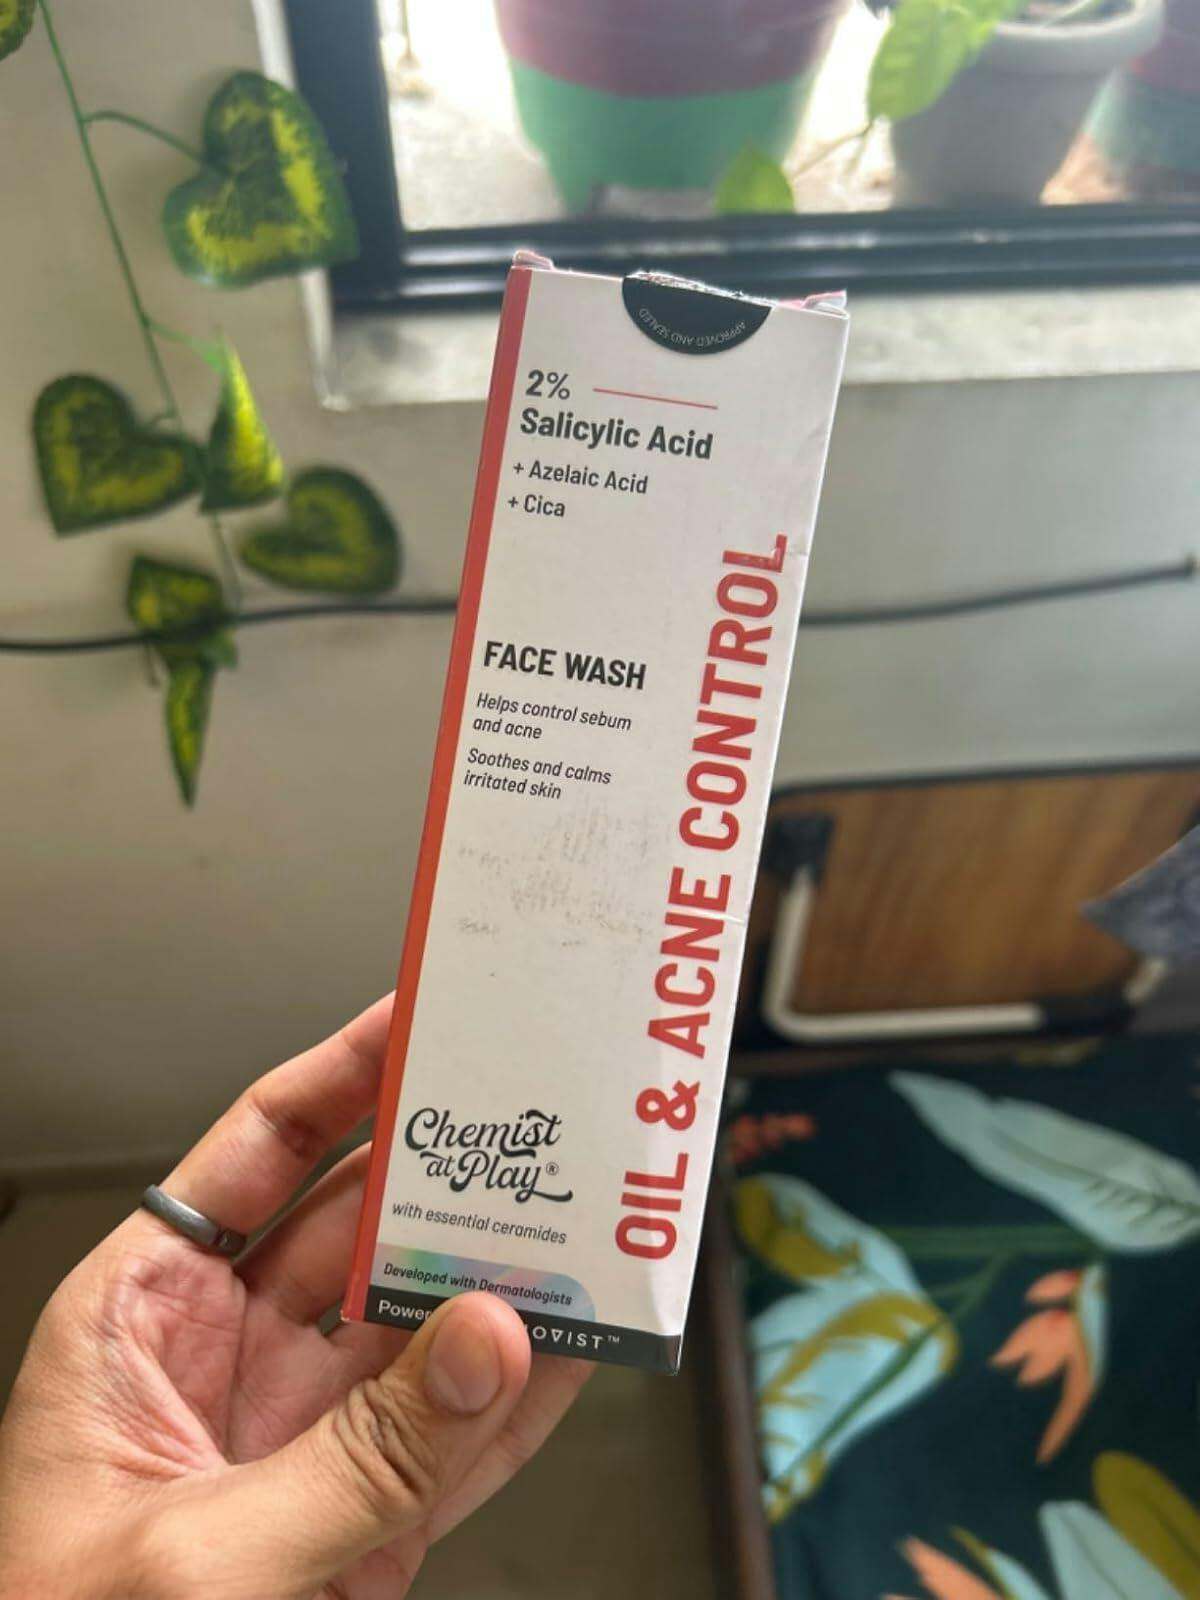 APPROVED AND SEALED
2%
Salicylic Acid
+ Azelaic Acid
+ Cica
FACE WASH
Helps control sebum
and acne
Soothes and calms
irritated skin
OIL & ACNE CONTROL
Chemist
at Play®
with essential ceramides
Developed with Dermatologists